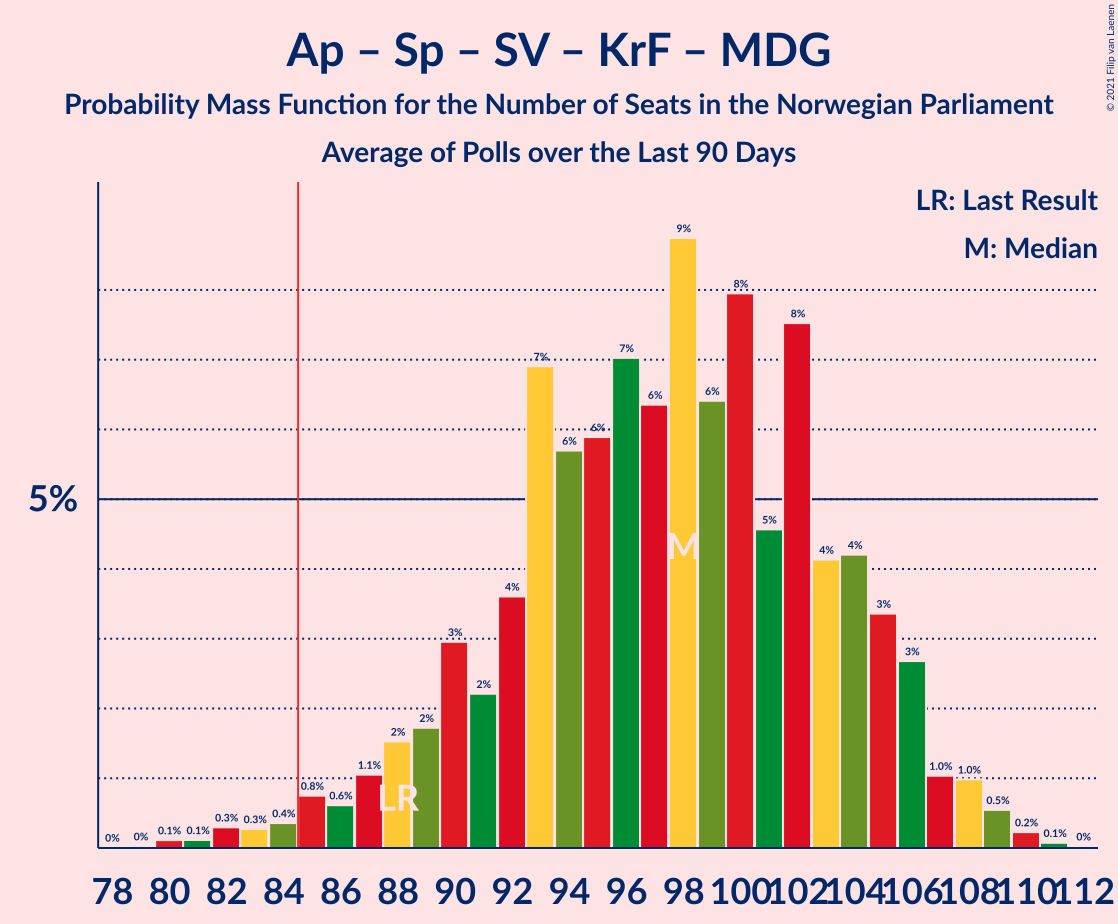 Ap – Sp – SV – KrF – MDG
Probability Mass Function for the Number of Seats in the Norwegian Parliament
Average of Polls over the Last 90 Days
© 2021 Filip van Laenen
LR: Last Result
M: Median
5%
0% 0% 0.1% 0.1% 0.3% 0.3% 0.4% 0.8% 0.6% 1.1% 2% 2% 3% 2% 4% 7% 6% 6% 7% 6% 9% 6% 8% 5% 8% 4% 4% 3% 3% 1.0% 1.0% 0.5% 0.2% 0.1% 0%
M
LR
78 80 82 84 86 88 90 92 94 96 98 100 102 104 106 108 110 112